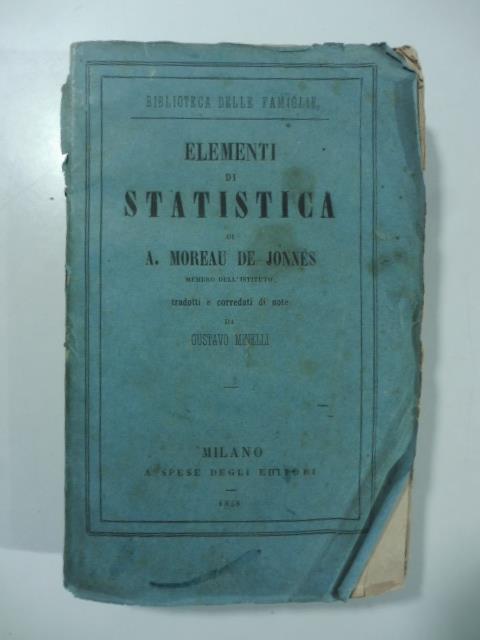 BIBLIOTECA DELLE FAMIGLIE
ELEMENTI
DI
STATISTICA
DI
A. MOREAU DE JONNÈS
MEMBRO DELL'ISTITUTO
tradotti e corredati di note
DA
GUSTAVO MINELLI
MILANO
A SPESE DEGLI EDITORI